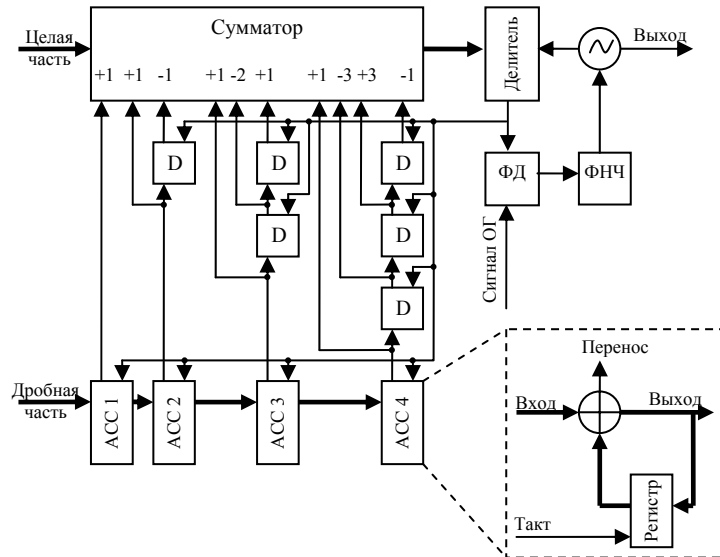 Целая
часть
Сумматор
+1 +1 -1 +1 -2 +1 +1 -3 +3 -1
Делитель
Выход
D
D
D
ФД
ФНЧ
D
D
D
Сигнал ОГ
Дробная
часть
АСС 1
АСС 2
АСС 3
АСС 4
Перенос
Вход
Выход
Регистр
Такт